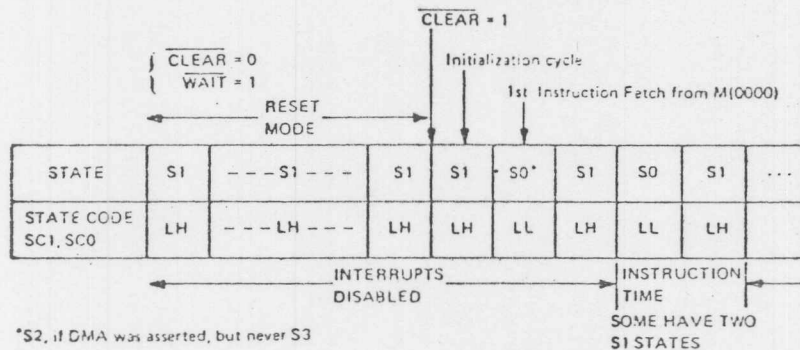 CLEAR = 1
{ CLEAR = 0
{ WAIT = 1
Initialization cycle
1st Instruction Fetch from M(0000)
RESET
MODE
STATE S1 ---S1--- S1 S1 S0* S1 S0 S1 ...
STATE CODE
SC1, SC0 LH ---LH--- LH LH LL LH LL LH
INTERRUPTS
DISABLED
INSTRUCTION
TIME
SOME HAVE TWO
S1 STATES
*S2, if DMA was asserted, but never S3